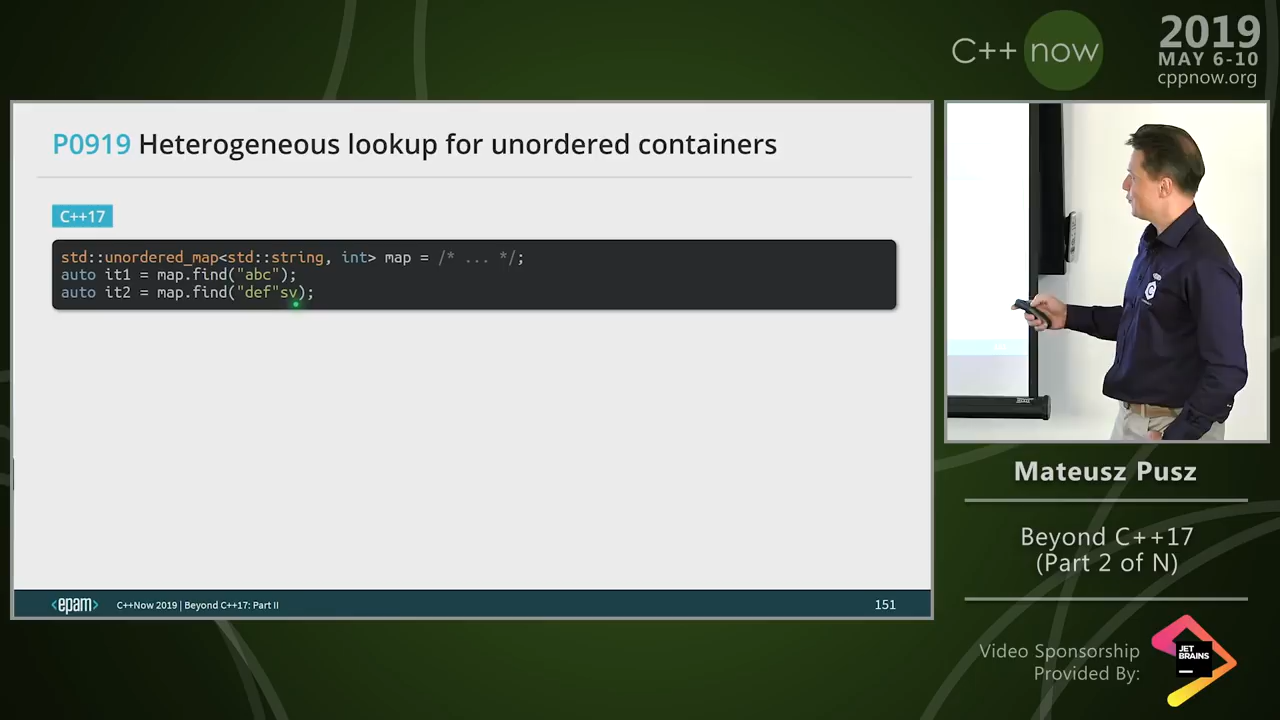 C++ now
2019
MAY 6-10
cppnow.org
P0919 Heterogeneous lookup for unordered containers
C++17
std::unordered_map<std::string, int> map = /* ... */;
auto it1 = map.find("abc");
auto it2 = map.find("def"sv);
<epam>
C++Now 2019 | Beyond C++17: Part II
151
Mateusz Pusz
Beyond C++17
(Part 2 of N)
Video Sponsorship
Provided By:
JET
BRAINS